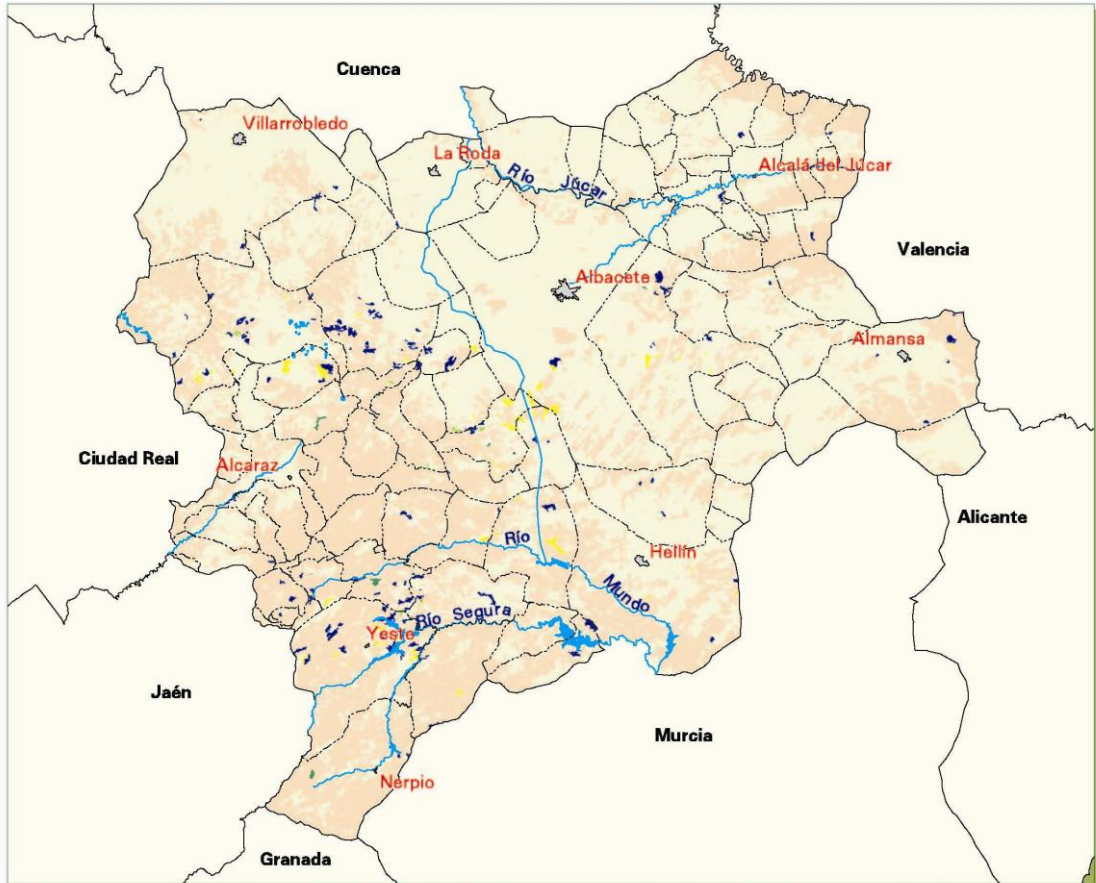 Cuenca
Villarrobledo
La Roda
Río Júcar
Alcalá del Júcar
Valencia
Albacete
Almansa
Ciudad Real
Alcaraz
Alicante
Río
Hellín
Mundo
Río Segura
Yeste
Jaén
Murcia
Nerpio
Granada